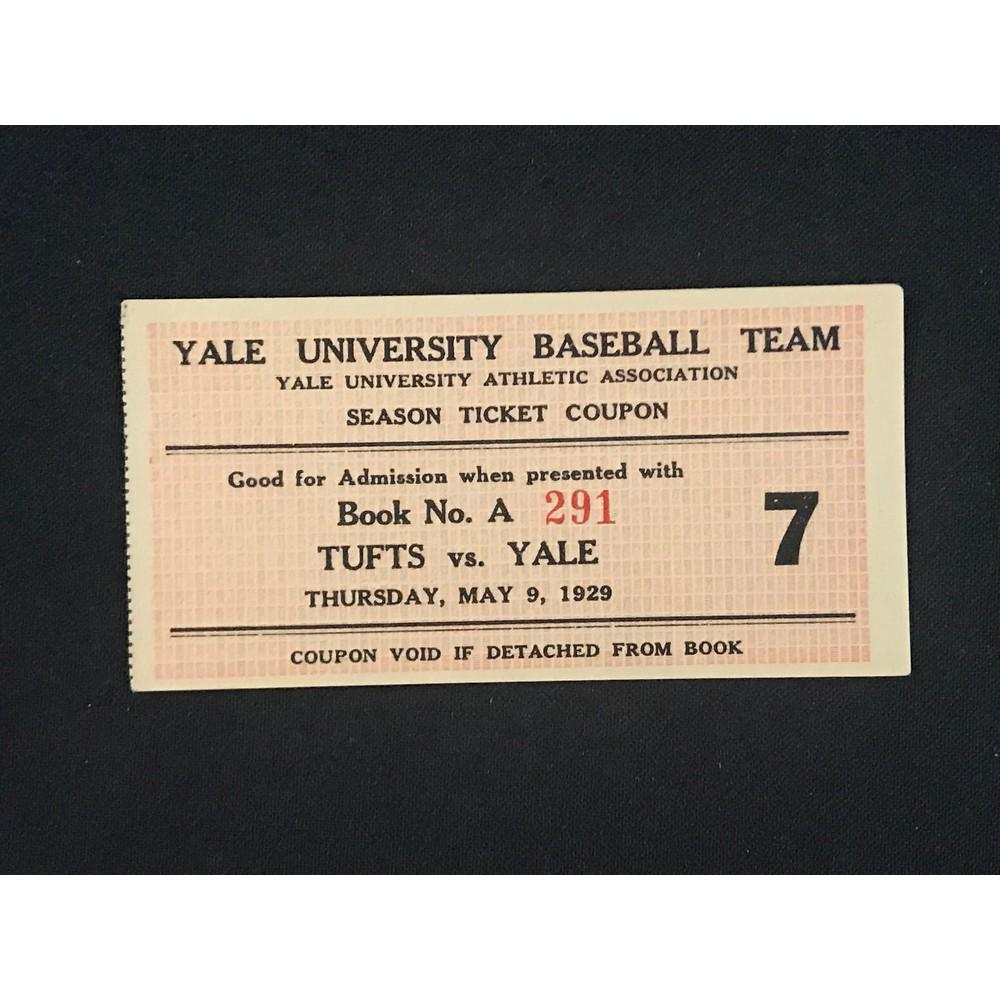 YALE UNIVERSITY BASEBALL TEAM
YALE UNIVERSITY ATHLETIC ASSOCIATION
SEASON TICKET COUPON
Good for Admission when presented with
Book No. A 291
7
TUFTS vs. YALE
THURSDAY, MAY 9, 1929
COUPON VOID IF DETACHED FROM BOOK